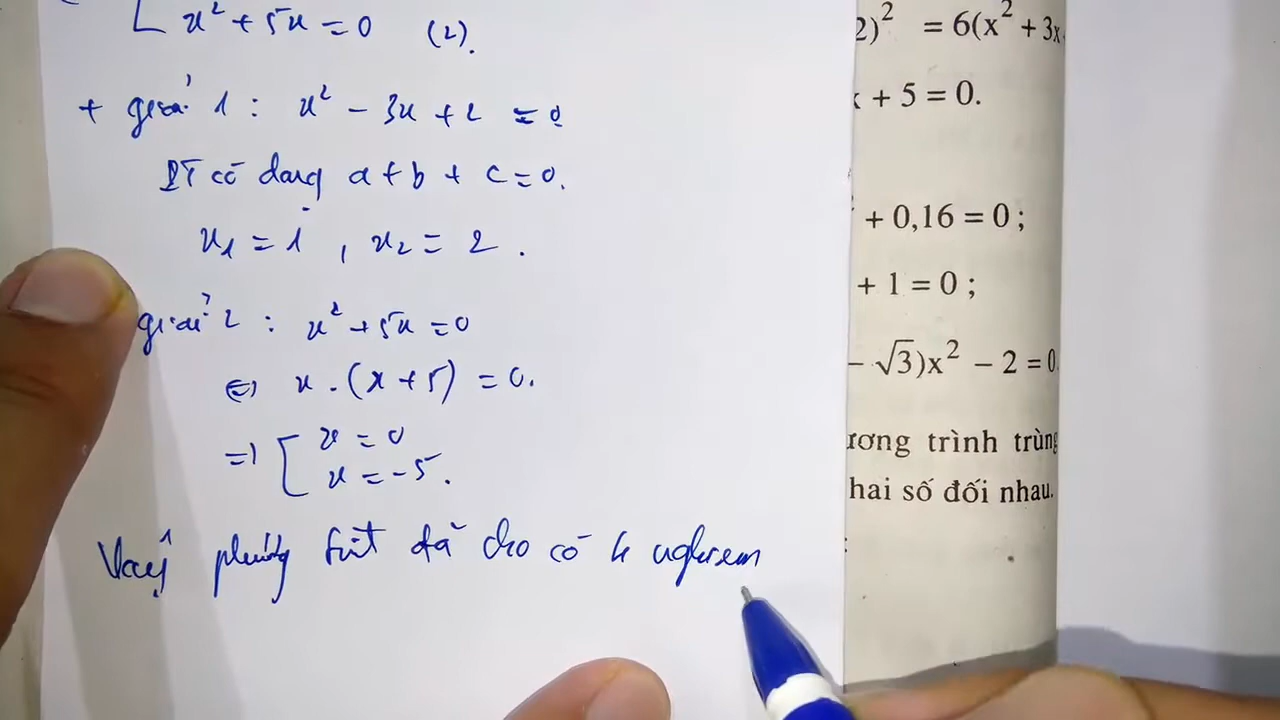 [ x² + 5x = 0 (2).
+ giải 1 : x² – 3x + 2 = 0
PT có dạng a + b + c = 0.
x₁ = 1 , x₂ = 2 .
giải 2 : x² + 5x = 0
⇔ x . (x + 5) = 0.
=> [ x = 0
x = -5.
Vậy phương trình đã cho có 4 nghiệm
2)² = 6(x² + 3x
x + 5 = 0.
+ 0,16 = 0 ;
+ 1 = 0 ;
– √3)x² – 2 = 0
ương trình trùng
hai số đối nhau.